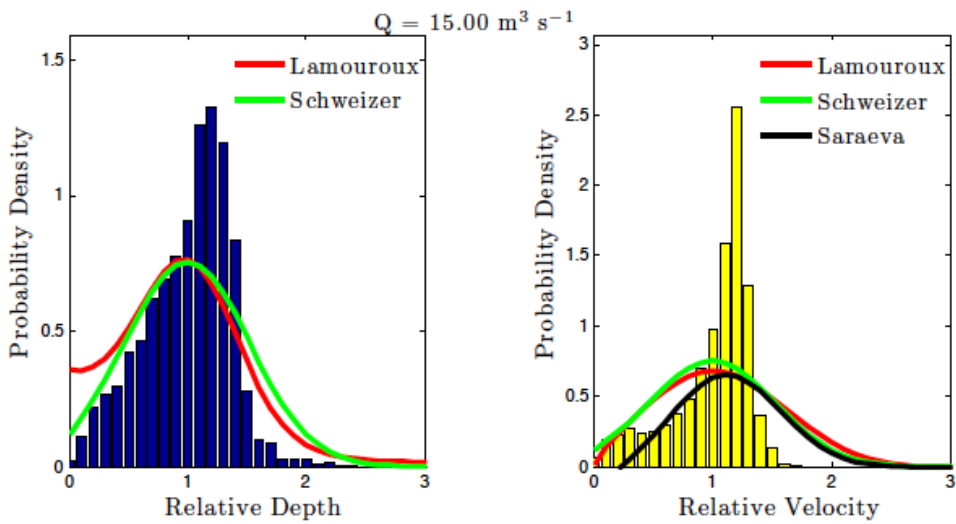 Q = 15.00 m³ s⁻¹
1.5
1
0.5
0
0
1
2
3
Probability Density
Relative Depth
Lamouroux
Schweizer
3
2.5
2
1.5
1
0.5
0
0
1
2
3
Probability Density
Relative Velocity
Lamouroux
Schweizer
Saraeva